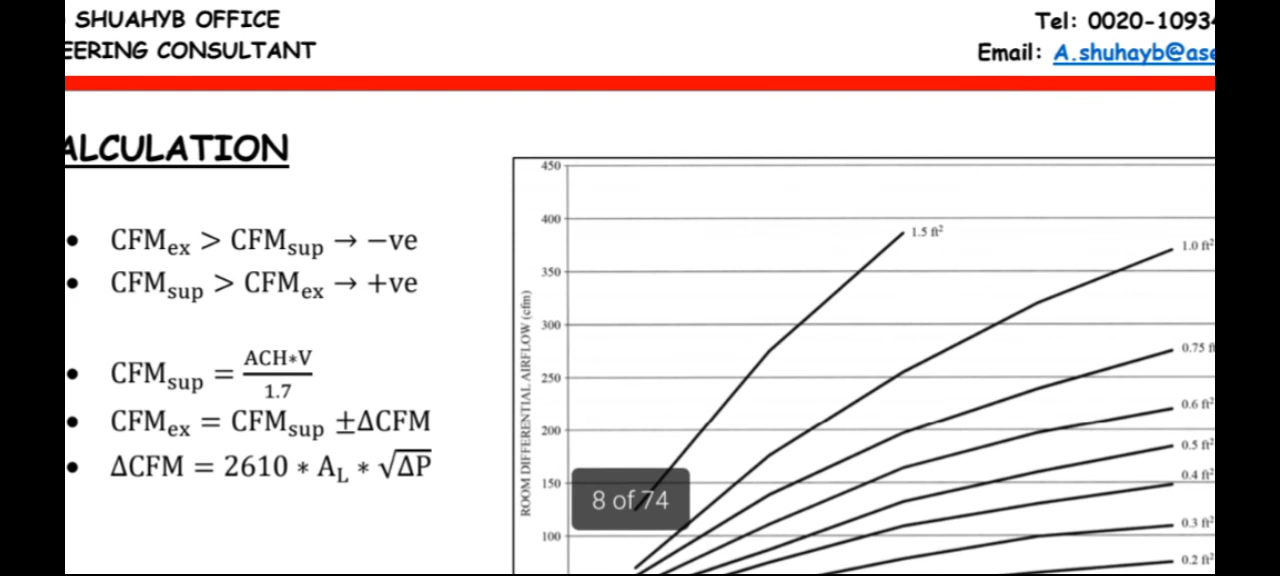 SHUAHYB OFFICE
EERING CONSULTANT
Tel: 0020-1093
Email: A.shuhayb@ase
ALCULATION
• CFMex > CFMsup → −ve
• CFMsup > CFMex → +ve
• CFMsup = ACH*V / 1.7
• CFMex = CFMsup ±ΔCFM
• ΔCFM = 2610 * AL * √ΔP
ROOM DIFFERENTIAL AIRFLOW (cfm)
450
400
350
300
250
200
150
100
1.5 ft²
1.0 ft²
0.75 f
0.6 ft²
0.5 ft²
0.4 ft²
0.3 ft²
0.2 ft²
8 of 74